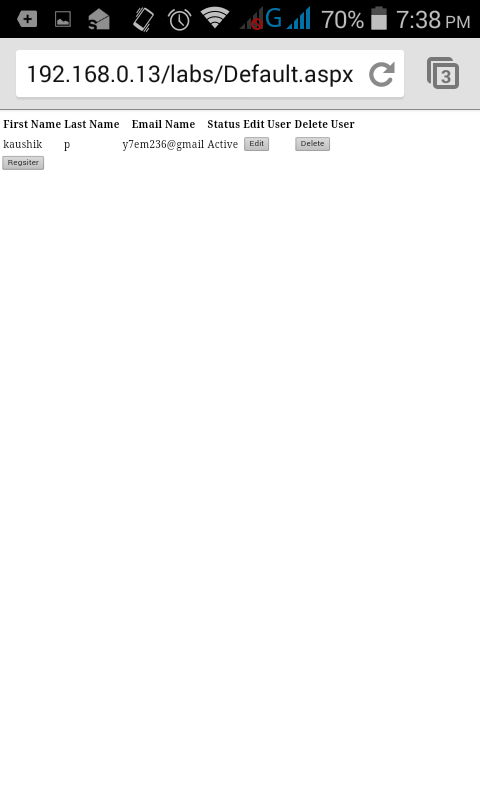 G 70% 7:38 PM
192.168.0.13/labs/Default.aspx 3
First Name Last Name Email Name Status Edit User Delete User
kaushik p y7em236@gmail Active Edit Delete
Regsiter